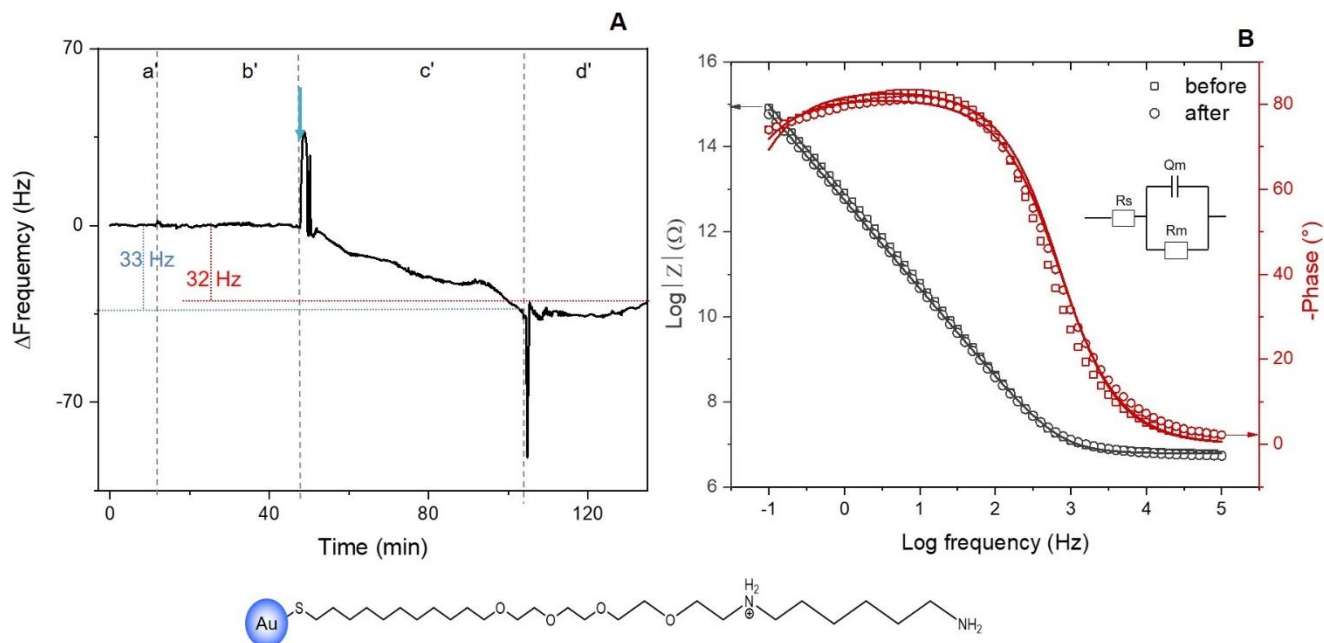 A
70
0
-70
ΔFrequemcy (Hz)
a'
b'
c'
d'
33 Hz
32 Hz
0
40
80
120
Time (min)
B
16
14
12
10
8
6
Log |Z| (Ω)
before
after
Qm
Rs
Rm
80
60
40
20
0
-Phase (°)
-1
0
1
2
3
4
5
Log frequency (Hz)
Au
S
O
O
O
O
H2
N
⊕
NH2